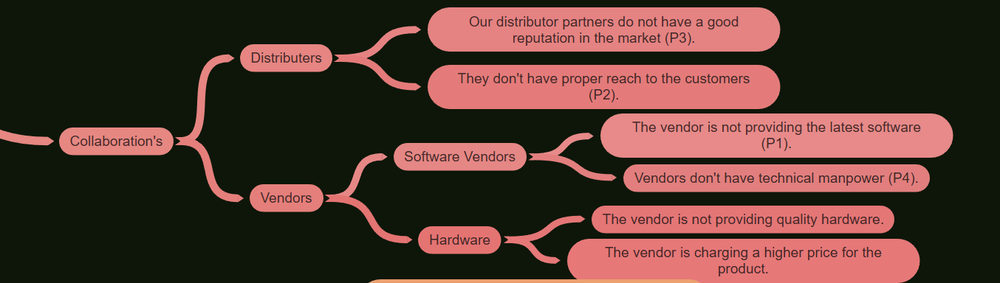 Our distributor partners do not have a good
reputation in the market (P3).
Distributers
They don't have proper reach to the customers
(P2).
The vendor is not providing the latest software
(P1).
Collaboration's
Software Vendors
Vendors don't have technical manpower (P4).
Vendors
The vendor is not providing quality hardware.
Hardware
The vendor is charging a higher price for the
product.